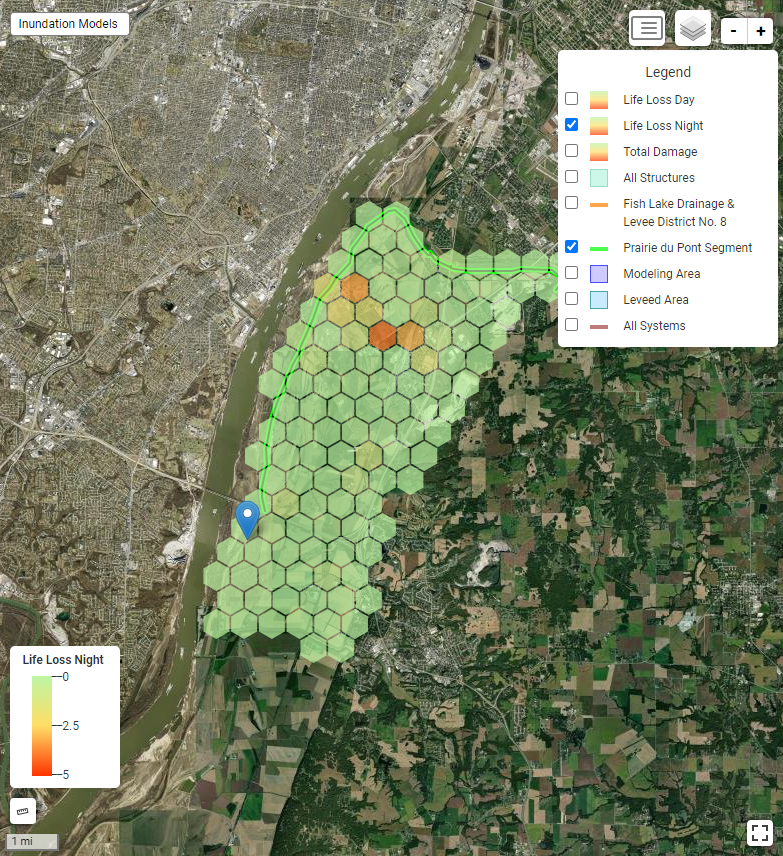 Inundation Models
- +
Legend
Life Loss Day
Life Loss Night
Total Damage
All Structures
Fish Lake Drainage &
Levee District No. 8
Prairie du Pont Segment
Modeling Area
Leveed Area
All Systems
Life Loss Night
0
2.5
5
1 mi